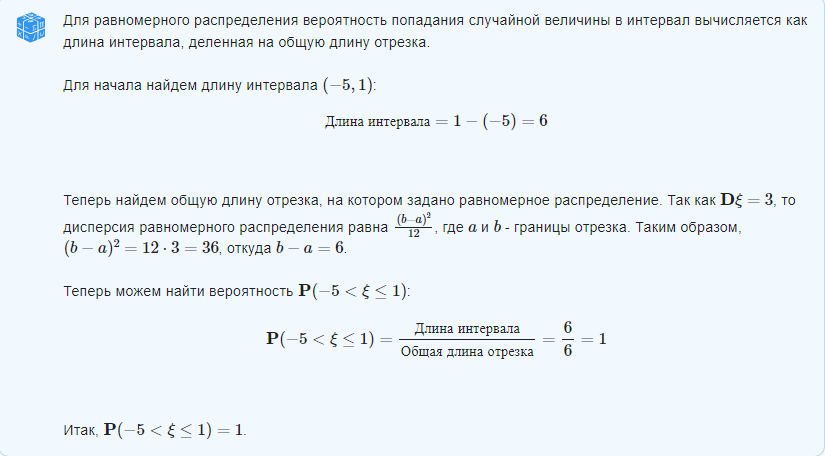 Для равномерного распределения вероятность попадания случайной величины в интервал вычисляется как
длина интервала, деленная на общую длину отрезка.
Для начала найдем длину интервала (−5, 1):
Длина интервала = 1 − (−5) = 6
Теперь найдем общую длину отрезка, на котором задано равномерное распределение. Так как Dξ = 3, то
дисперсия равномерного распределения равна (b−a)²/12, где a и b - границы отрезка. Таким образом,
(b − a)² = 12 · 3 = 36, откуда b − a = 6.
Теперь можем найти вероятность P(−5 < ξ ≤ 1):
P(−5 < ξ ≤ 1) = Длина интервала/Общая длина отрезка = 6/6 = 1
Итак, P(−5 < ξ ≤ 1) = 1.